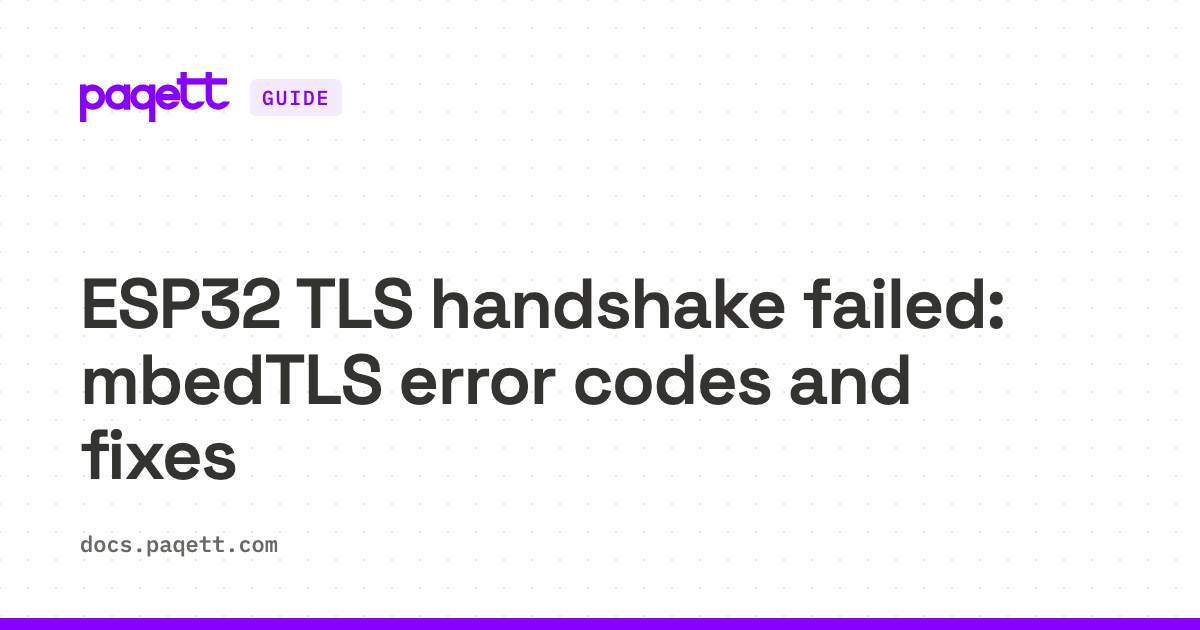 paqett
GUIDE
ESP32 TLS handshake failed:
mbedTLS error codes and
fixes
docs.paqett.com